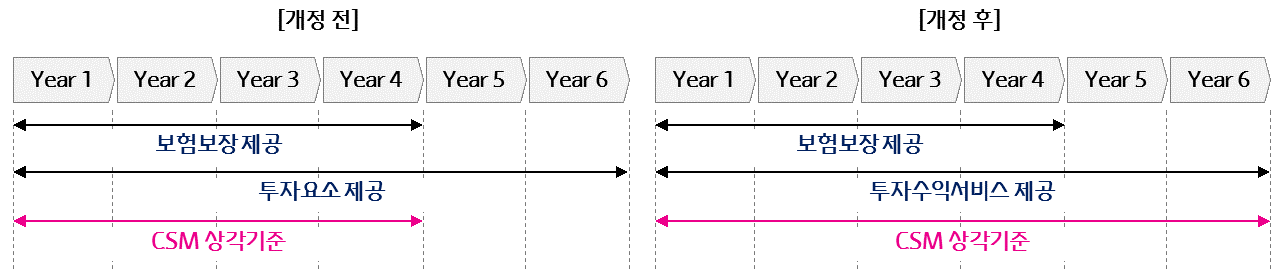 [개정 전]
Year 1 Year 2 Year 3 Year 4 Year 5 Year 6
보험보장 제공
투자요소 제공
CSM 상각기준
[개정 후]
Year 1 Year 2 Year 3 Year 4 Year 5 Year 6
보험보장 제공
투자수익서비스 제공
CSM 상각기준